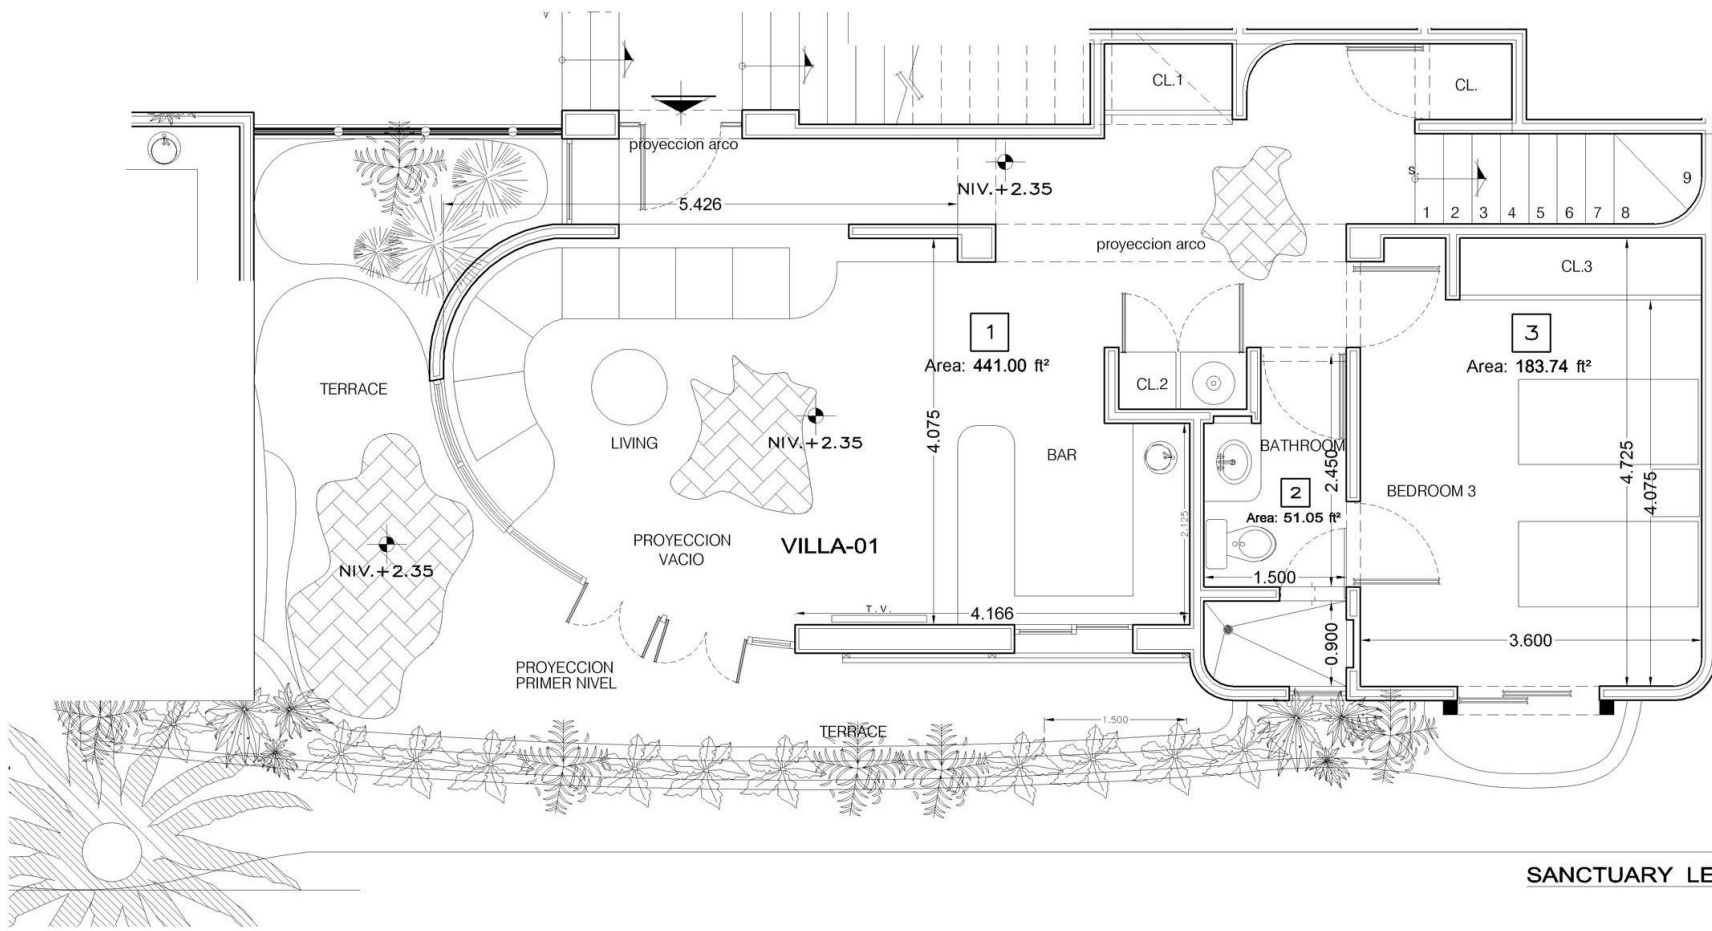 CL.1
CL.
proyeccion arco
NIV.+2.35
s.
9
5.426
1 2 3 4 5 6 7 8
proyeccion arco
CL.3
1
Area: 441.00 ft²
3
Area: 183.74 ft²
TERRACE
CL.2
LIVING
NIV.+2.35
4.075
BAR
BATHROOM
2.450
4.725
4.075
2
Area: 51.05 ft²
BEDROOM 3
2.125
PROYECCION
VACIO
VILLA-01
NIV.+2.35
1.500
T.V.
4.166
0.900
3.600
PROYECCION
PRIMER NIVEL
TERRACE
1.500
SANCTUARY LE